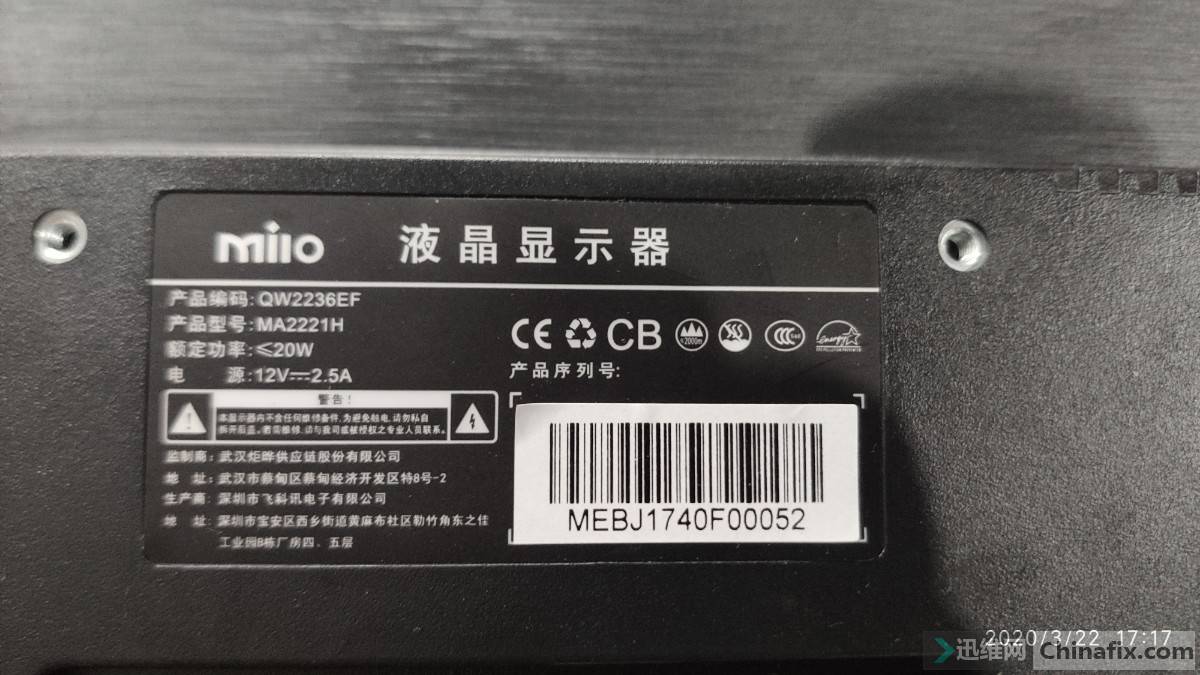 miio 液晶显示器
产品编码:QW2236EF
产品型号:MA2221H
额定功率:≤20W
电 源:12V⎓2.5A
CE CB ≤2000m CCC energy
产品序列号:
警告!
本显示器内不含任何维修备件,为避免触电,请勿私自
拆开后盖。若需维修,请与我司或被授权之专业人员联系。
监制商:武汉炬晔供应链股份有限公司
地 址:武汉市蔡甸区蔡甸经济开发区特8号-2
生产商:深圳市飞科讯电子有限公司
地 址:深圳市宝安区西乡街道黄麻布社区勒竹角东之佳
工业园B栋厂房四、五层
MEBJ1740F00052
2020/3/22 17:17
迅维网 Chinafix.com